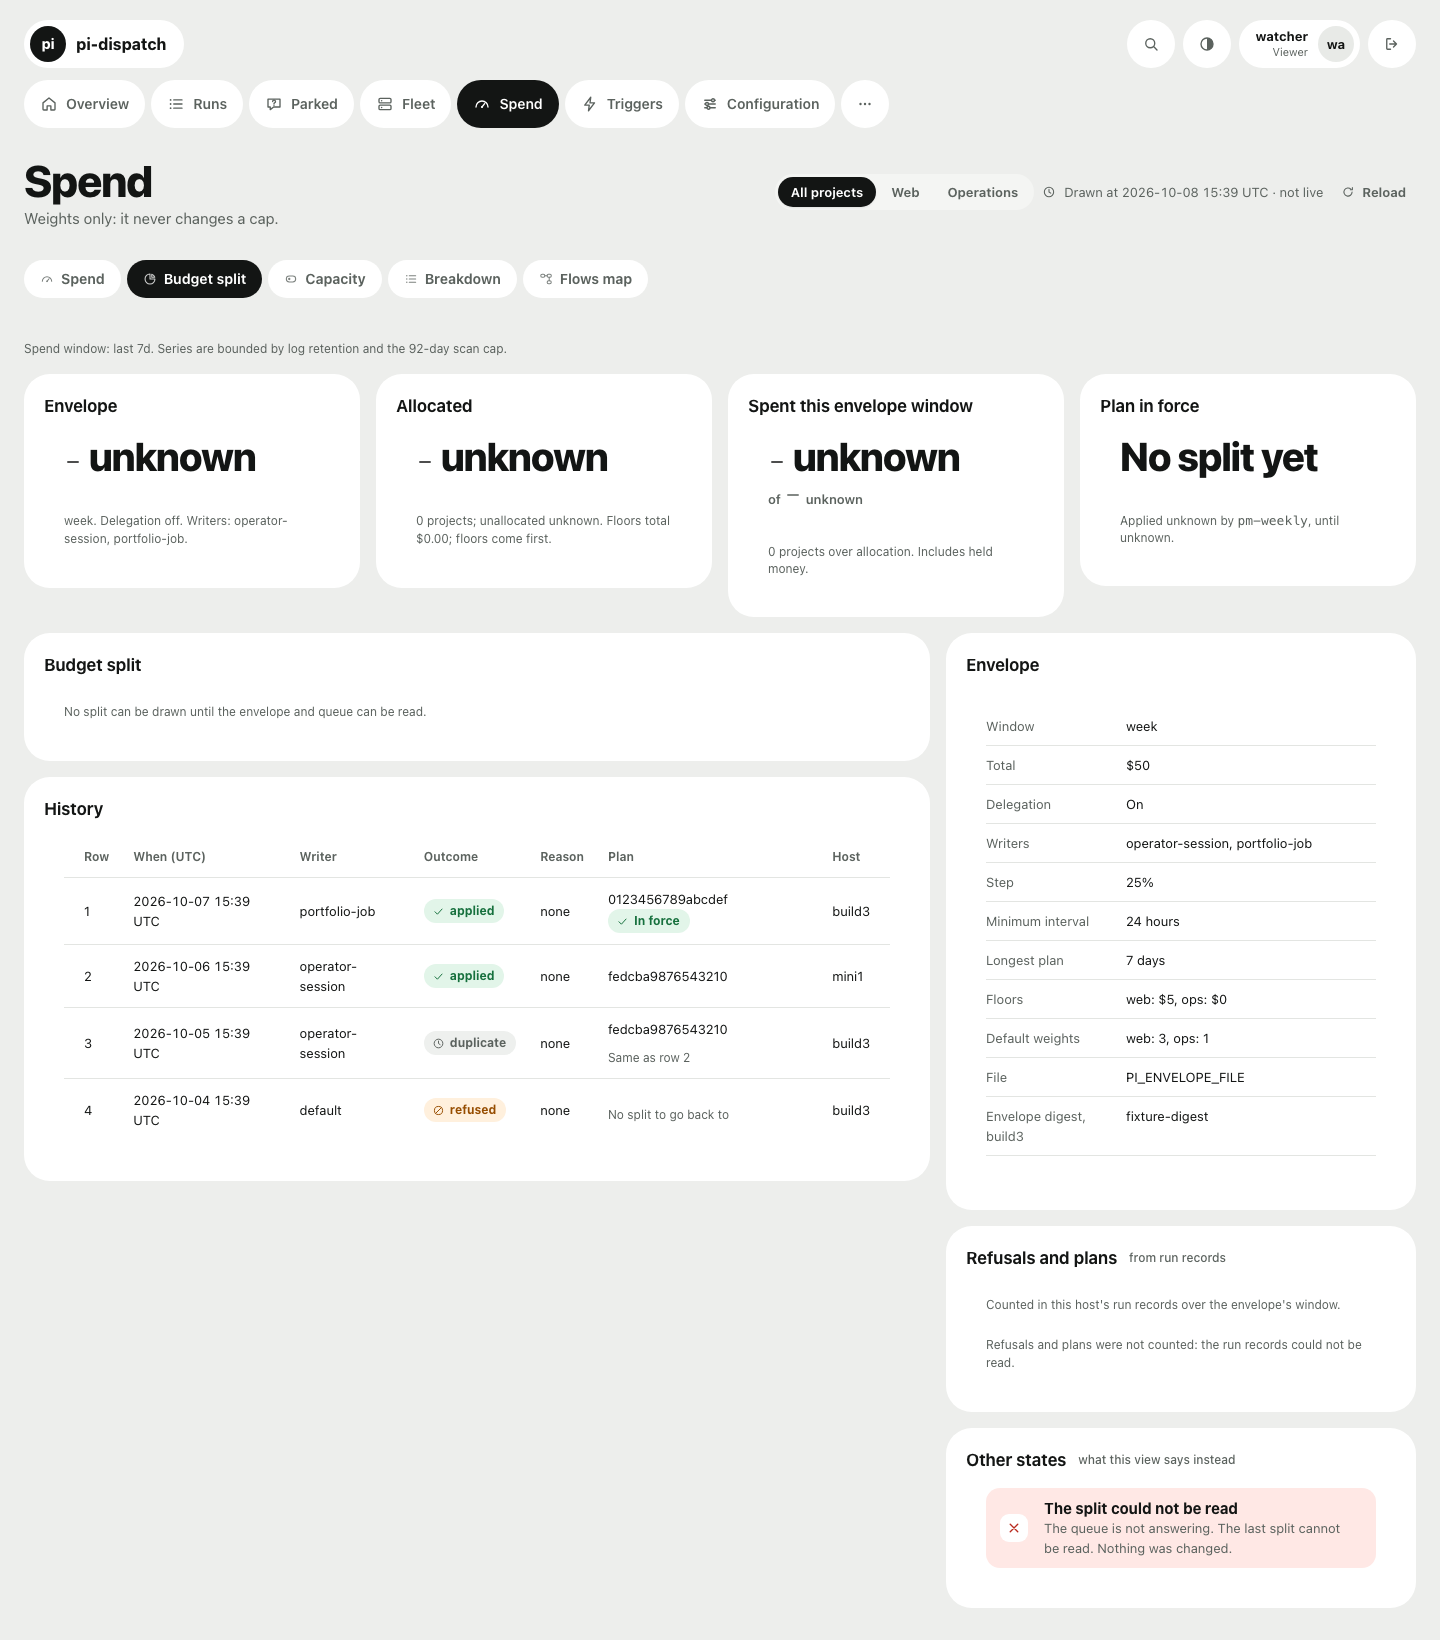 pi pi-dispatch
watcher
Viewer
wa
Overview Runs Parked Fleet Spend Triggers Configuration ...
Spend
Weights only: it never changes a cap.
All projects Web Operations Drawn at 2026-10-08 15:39 UTC · not live Reload
Spend Budget split Capacity Breakdown Flows map
Spend window: last 7d. Series are bounded by log retention and the 92-day scan cap.
Envelope
– unknown
week. Delegation off. Writers: operator-
session, portfolio-job.
Allocated
– unknown
0 projects; unallocated unknown. Floors total
$0.00; floors come first.
Spent this envelope window
– unknown
of — unknown
0 projects over allocation. Includes held
money.
Plan in force
No split yet
Applied unknown by pm-weekly, until
unknown.
Budget split
No split can be drawn until the envelope and queue can be read.
History
Row When (UTC) Writer Outcome Reason Plan Host
1 2026-10-07 15:39 UTC portfolio-job applied none 0123456789abcdef In force build3
2 2026-10-06 15:39 UTC operator-session applied none fedcba9876543210 mini1
3 2026-10-05 15:39 UTC operator-session duplicate none fedcba9876543210 Same as row 2 build3
4 2026-10-04 15:39 UTC default refused none No split to go back to build3
Envelope
Window week
Total $50
Delegation On
Writers operator-session, portfolio-job
Step 25%
Minimum interval 24 hours
Longest plan 7 days
Floors web: $5, ops: $0
Default weights web: 3, ops: 1
File PI_ENVELOPE_FILE
Envelope digest, build3 fixture-digest
Refusals and plans from run records
Counted in this host's run records over the envelope's window.
Refusals and plans were not counted: the run records could not be
read.
Other states what this view says instead
The split could not be read
The queue is not answering. The last split cannot
be read. Nothing was changed.